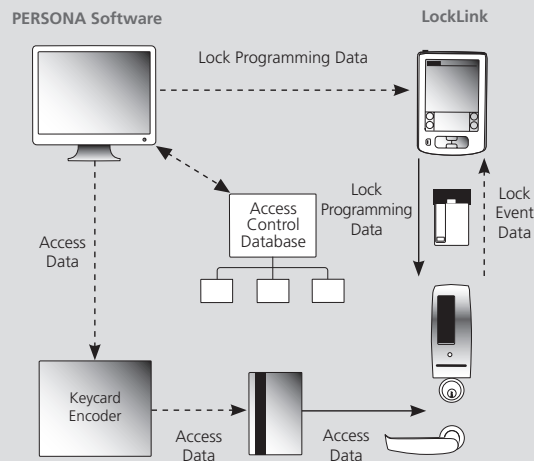 PERSONA Software
LockLink
Lock Programming Data
Access
Control
Database
Lock
Programming
Data
Lock
Event
Data
Access
Data
Keycard
Encoder
Access
Data
Access
Data